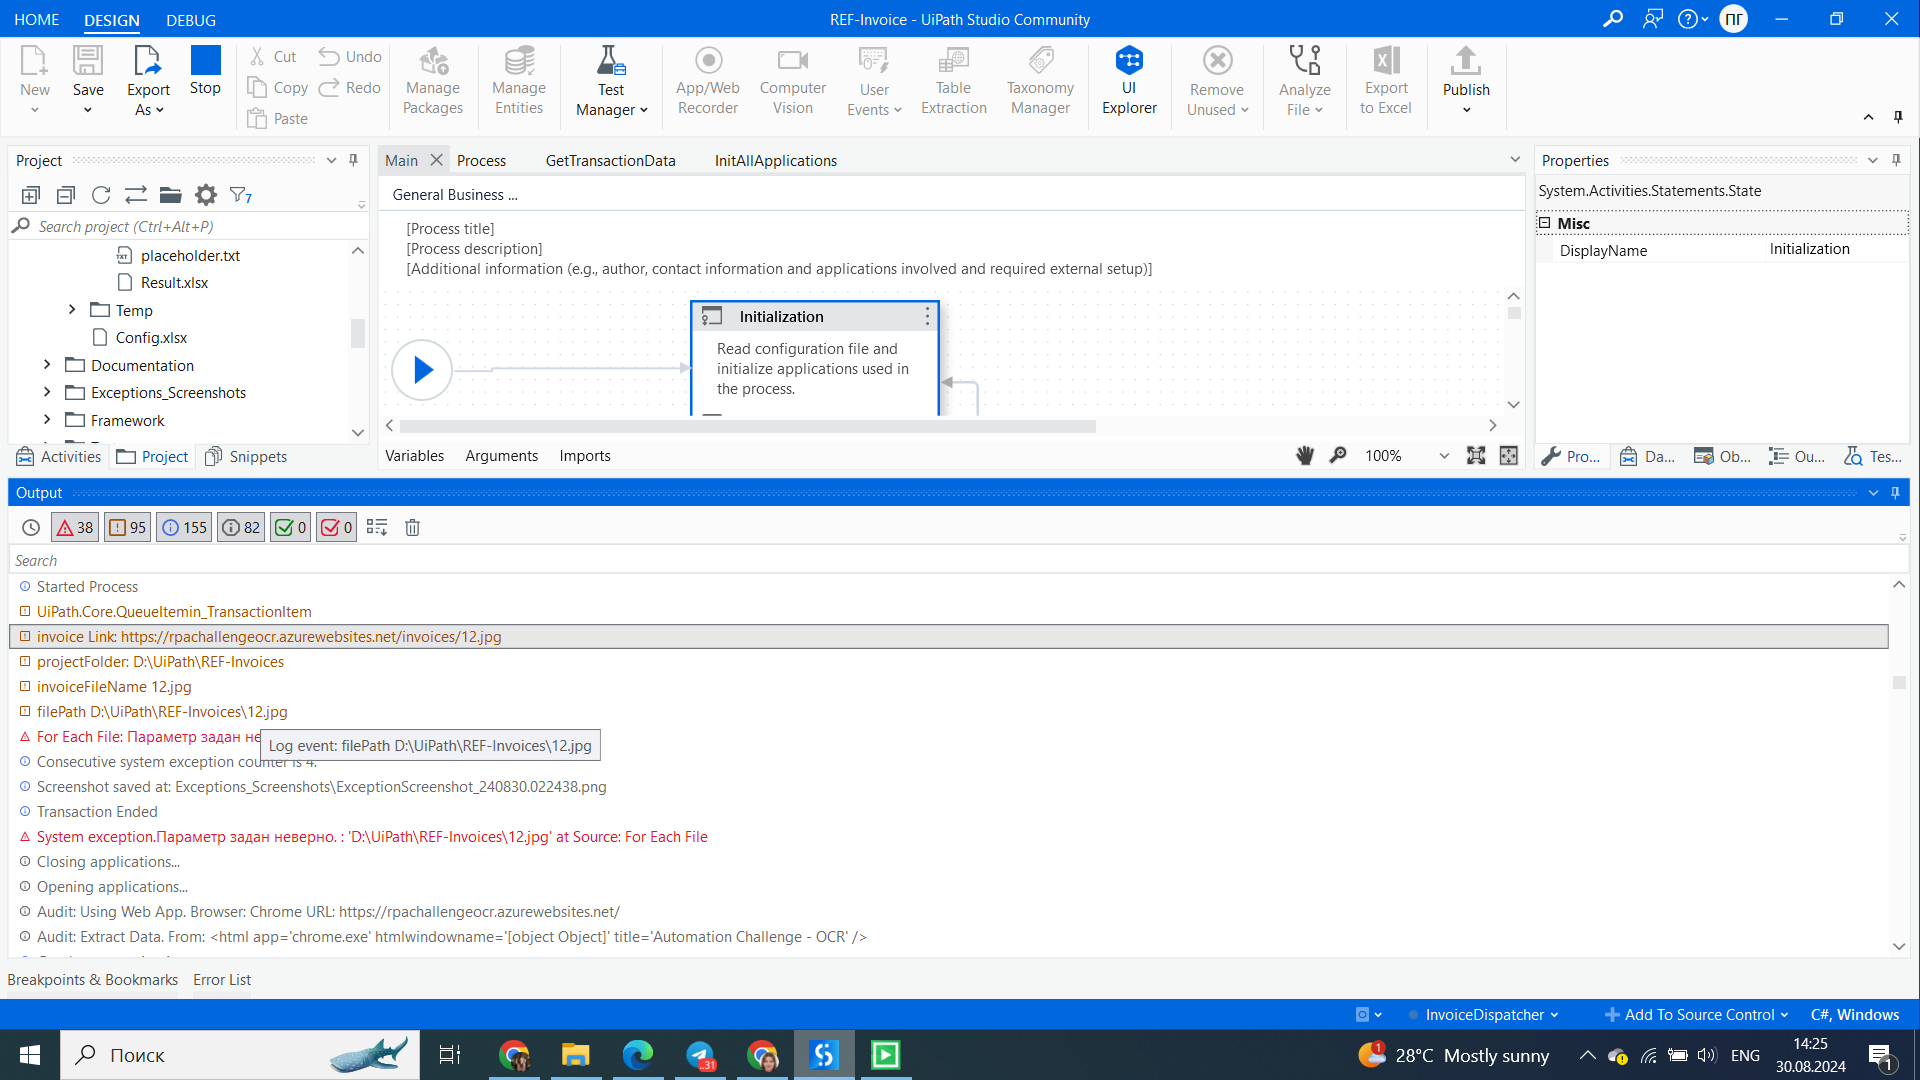 HOME DESIGN DEBUG REF-Invoice - UiPath Studio Community ПГ
New Save Export As Stop Cut Copy Paste Undo Redo Manage Packages Manage Entities Test Manager App/Web Recorder Computer Vision User Events Table Extraction Taxonomy Manager UI Explorer Remove Unused Analyze File Export to Excel Publish
Project
7
Search project (Ctrl+Alt+P)
placeholder.txt
Result.xlsx
Temp
Config.xlsx
Documentation
Exceptions_Screenshots
Framework
Activities Project Snippets
Main Process GetTransactionData InitAllApplications
General Business ...
[Process title]
[Process description]
[Additional information (e.g., author, contact information and applications involved and required external setup)]
Initialization
Read configuration file and
initialize applications used in
the process.
Variables Arguments Imports 100%
Properties
System.Activities.Statements.State
Misc
DisplayName Initialization
Pro... Da... Ob... Ou... Tes...
Output
38 95 155 82 0 0
Search
Started Process
UiPath.Core.QueueItemin_TransactionItem
invoice Link: https://rpachallengeocr.azurewebsites.net/invoices/12.jpg
projectFolder: D:\UiPath\REF-Invoices
invoiceFileName 12.jpg
filePath D:\UiPath\REF-Invoices\12.jpg
For Each File: Параметр задан не
Log event: filePath D:\UiPath\REF-Invoices\12.jpg
Consecutive system exception counter is 4.
Screenshot saved at: Exceptions_Screenshots\ExceptionScreenshot_240830.022438.png
Transaction Ended
System exception.Параметр задан неверно. : 'D:\UiPath\REF-Invoices\12.jpg' at Source: For Each File
Closing applications...
Opening applications...
Audit: Using Web App. Browser: Chrome URL: https://rpachallengeocr.azurewebsites.net/
Audit: Extract Data. From: <html app='chrome.exe' htmlwindowname='[object Object]' title='Automation Challenge - OCR' />
Breakpoints & Bookmarks Error List
InvoiceDispatcher Add To Source Control C#, Windows
Поиск ..31 1 28°C Mostly sunny ENG 14:25
30.08.2024 1